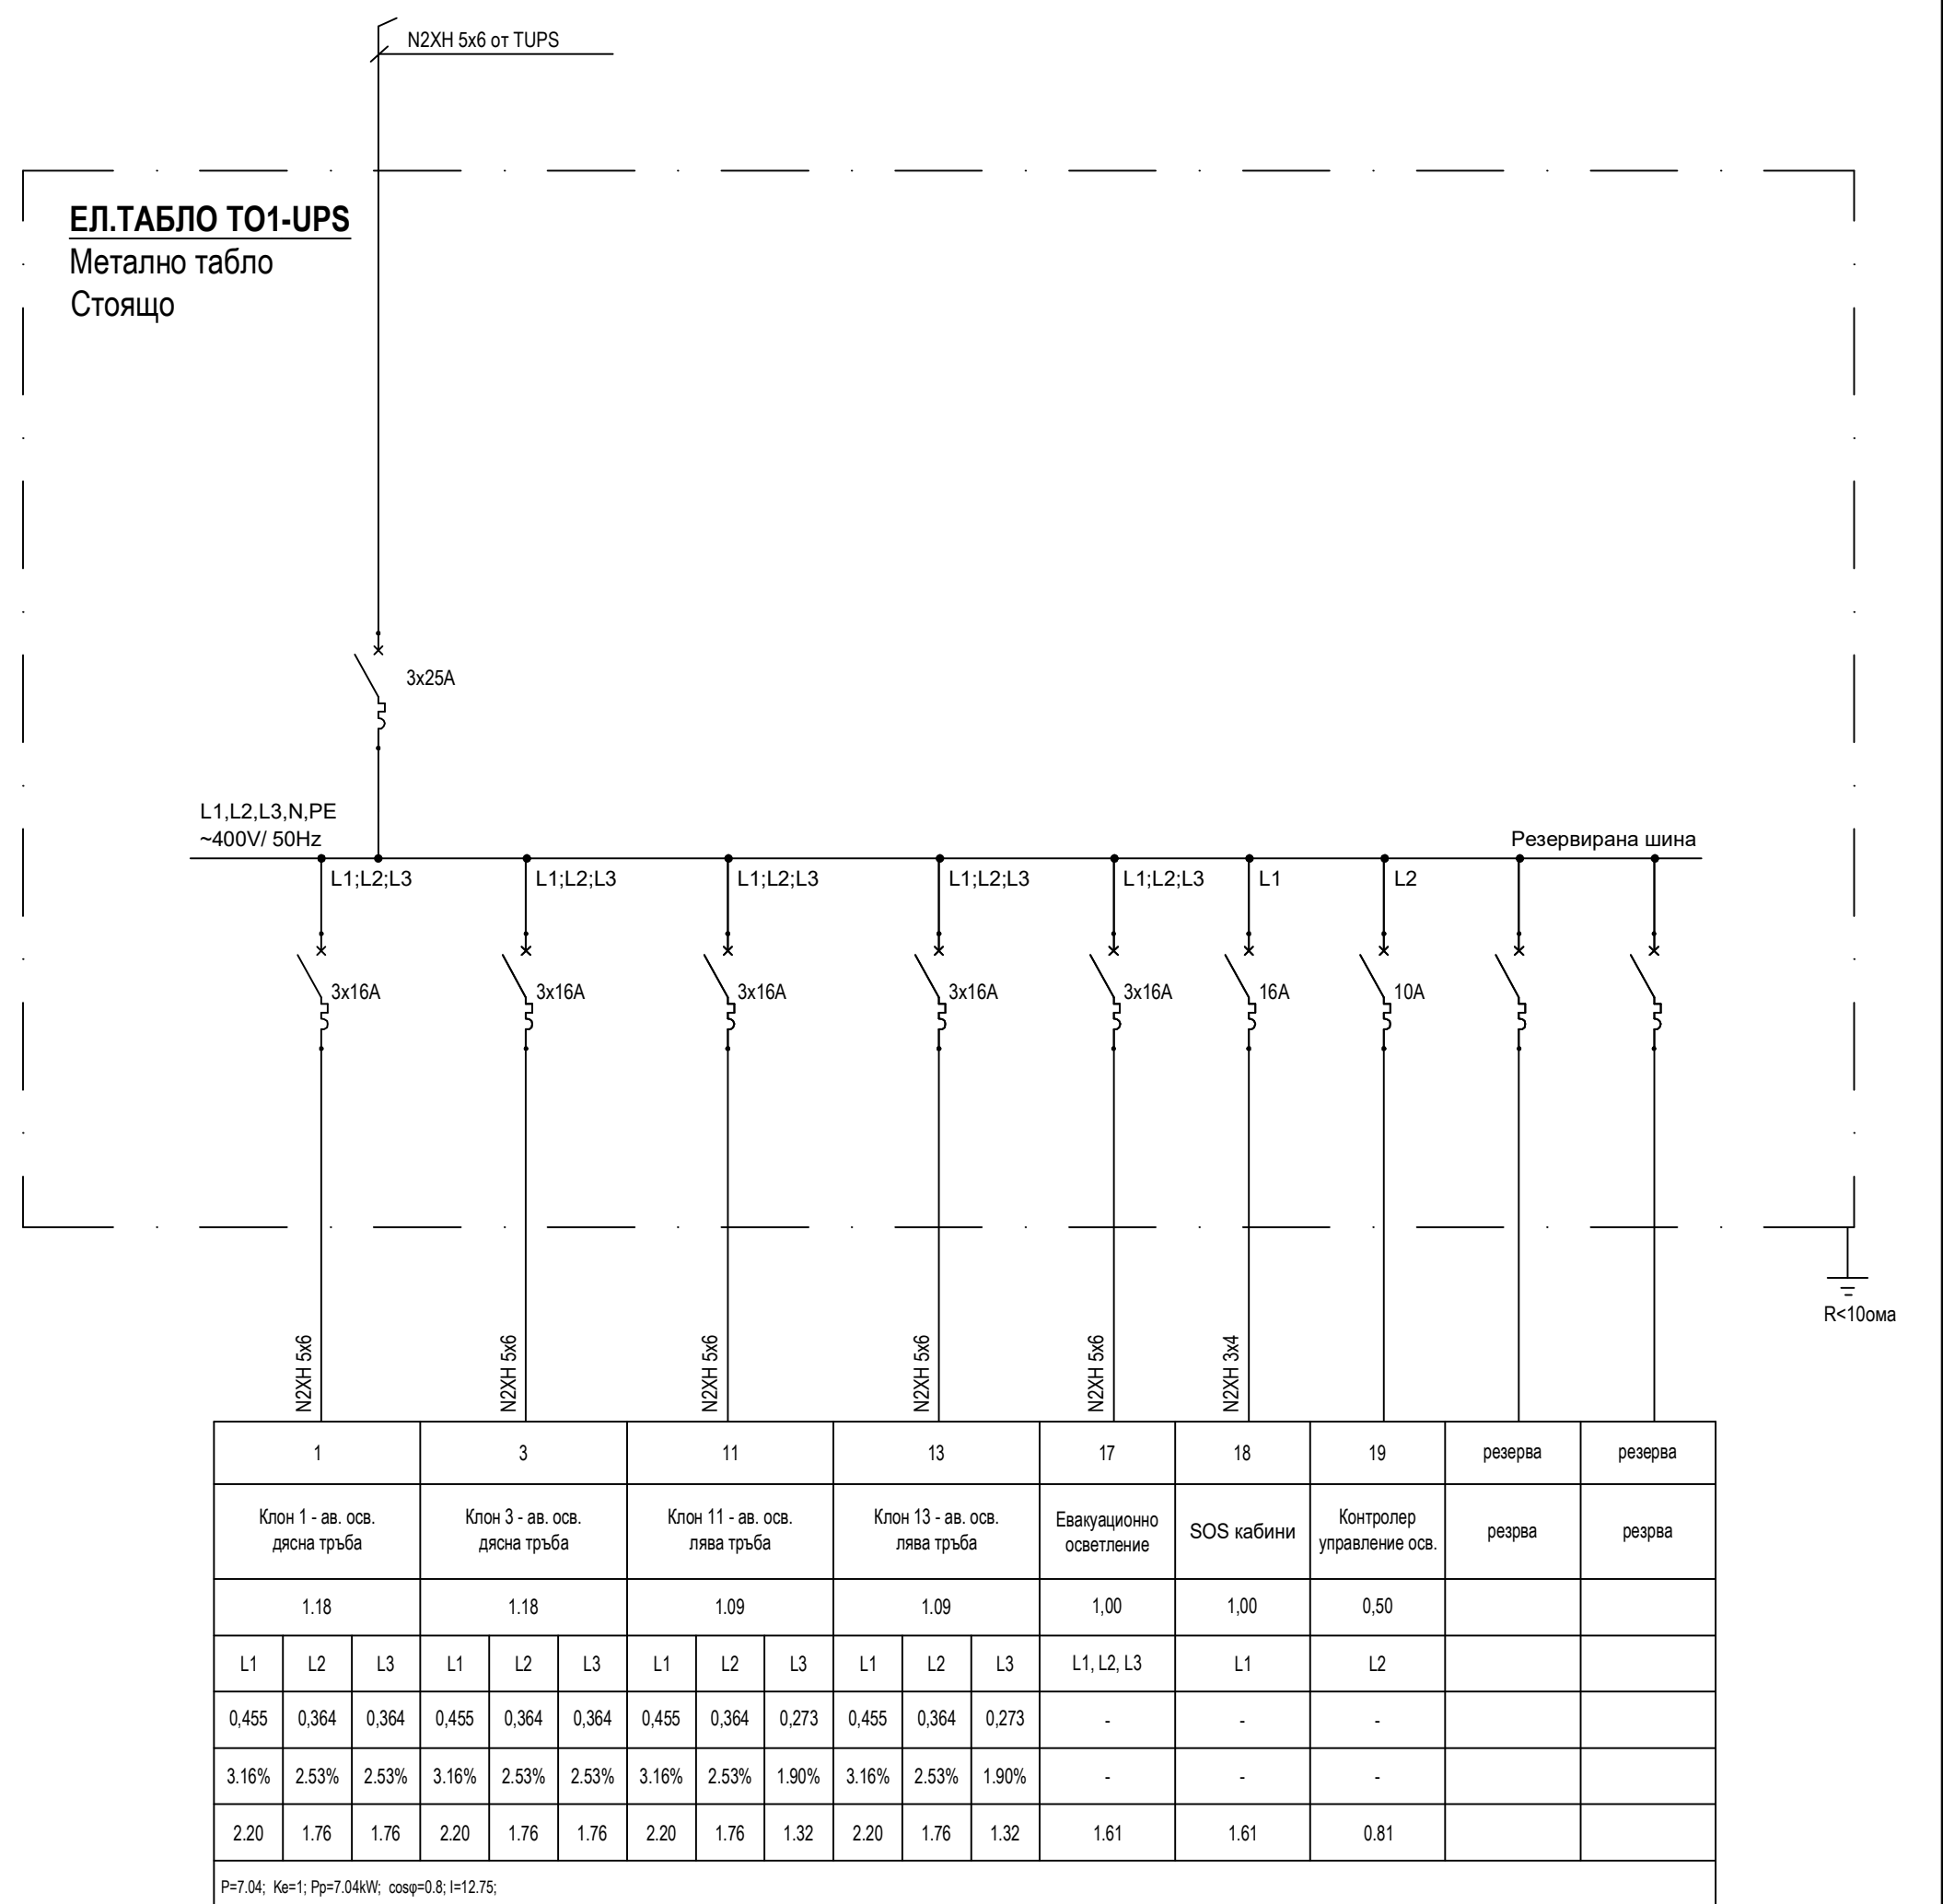 N2XH 5x6 от TUPS
ЕЛ.ТАБЛО ТО1-UPS
Метално табло
Стоящо
3x25A
L1,L2,L3,N,PE
~400V/ 50Hz
Резервирана шина
L1;L2;L3 L1;L2;L3 L1;L2;L3 L1;L2;L3 L1;L2;L3 L1 L2
3x16A 3x16A 3x16A 3x16A 3x16A 16A 10A
R<10ома
N2XH 5x6 N2XH 5x6 N2XH 5x6 N2XH 5x6 N2XH 5x6 N2XH 3x4
1 3 11 13 17 18 19 резерва резерва
Клон 1 - ав. осв. Клон 3 - ав. осв. Клон 11 - ав. осв. Клон 13 - ав. осв. Евакуационно SOS кабини Контролер резрва резрва
дясна тръба дясна тръба лява тръба лява тръба осветление управление осв.
1.18 1.18 1.09 1.09 1,00 1,00 0,50
L1 L2 L3 L1 L2 L3 L1 L2 L3 L1 L2 L3 L1, L2, L3 L1 L2
0,455 0,364 0,364 0,455 0,364 0,364 0,455 0,364 0,273 0,455 0,364 0,273 - - -
3.16% 2.53% 2.53% 3.16% 2.53% 2.53% 3.16% 2.53% 1.90% 3.16% 2.53% 1.90% - - -
2.20 1.76 1.76 2.20 1.76 1.76 2.20 1.76 1.32 2.20 1.76 1.32 1.61 1.61 0.81
P=7.04; Ke=1; Pp=7.04kW; cosφ=0.8; I=12.75;